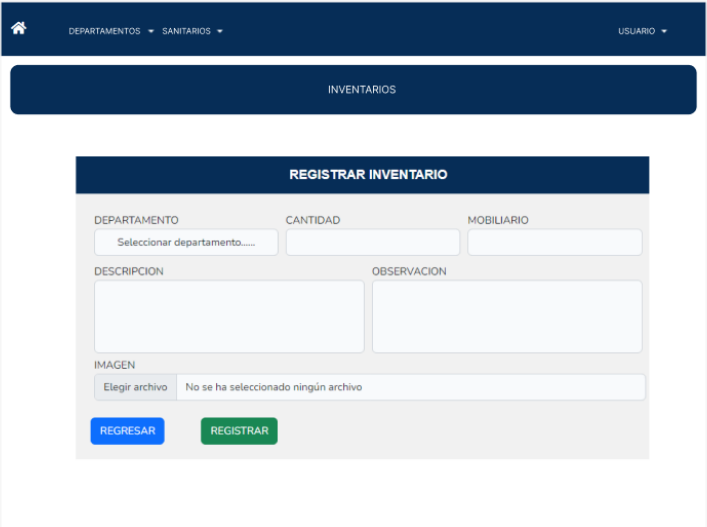 DEPARTAMENTOS SANITARIOS USUARIO
INVENTARIOS
REGISTRAR INVENTARIO
DEPARTAMENTO CANTIDAD MOBILIARIO
Seleccionar departamento......
DESCRIPCION OBSERVACION
IMAGEN
Elegir archivo No se ha seleccionado ningún archivo
REGRESAR REGISTRAR